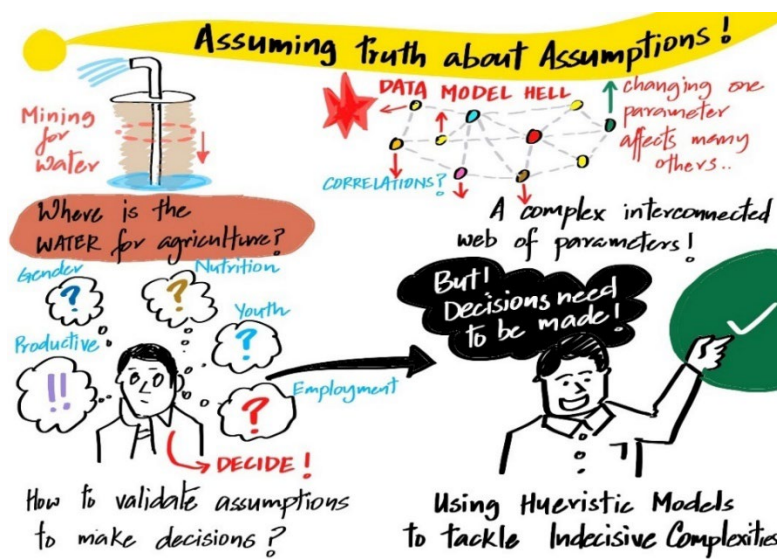 Assuming truth about Assumptions!
Mining
for
Water
Where is the
WATER for agriculture?
DATA MODEL HELL
CORRELATIONS?
changing one
parameter
affects many
others..
A complex interconnected
web of parameters!
Gender
?
Nutrition
?
Youth
?
Productive
!!
Employment
?
DECIDE!
How to validate assumptions
to make decisions?
But!
Decisions need
to be made!
Using Hueristic Models
to tackle Indecisive Complexities